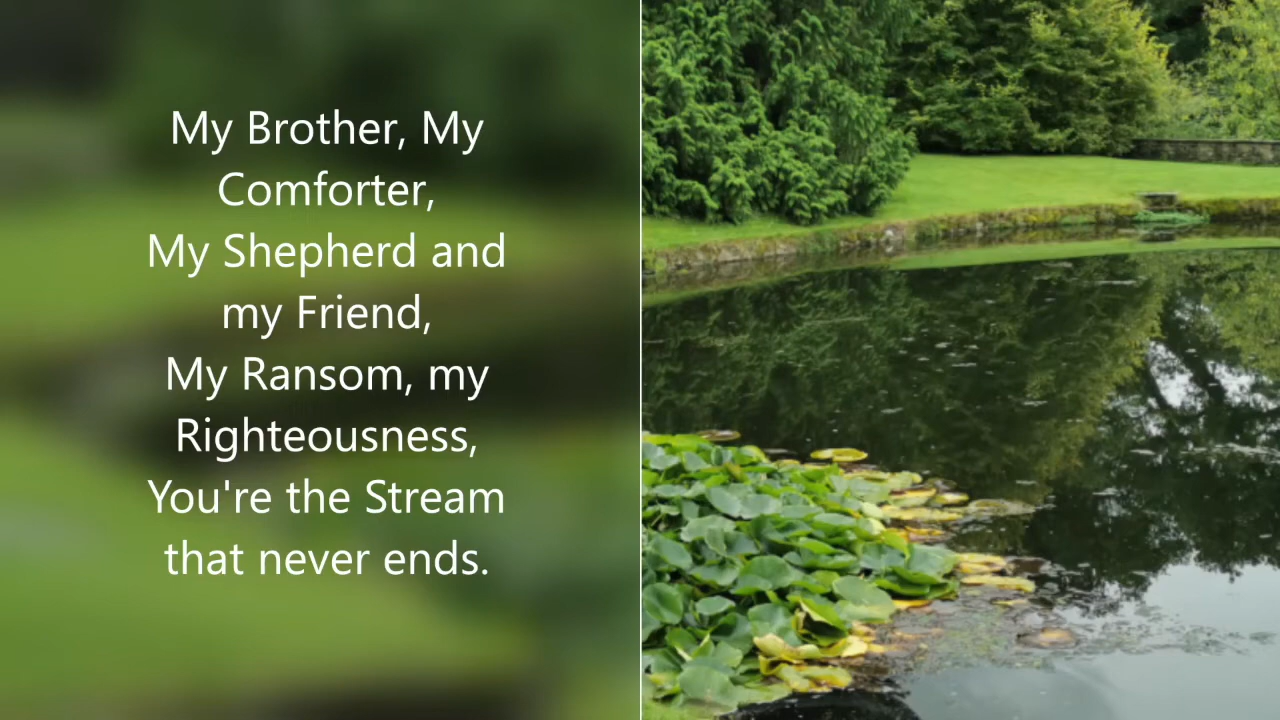 My Brother, My
Comforter,
My Shepherd and
my Friend,
My Ransom, my
Righteousness,
You're the Stream
that never ends.